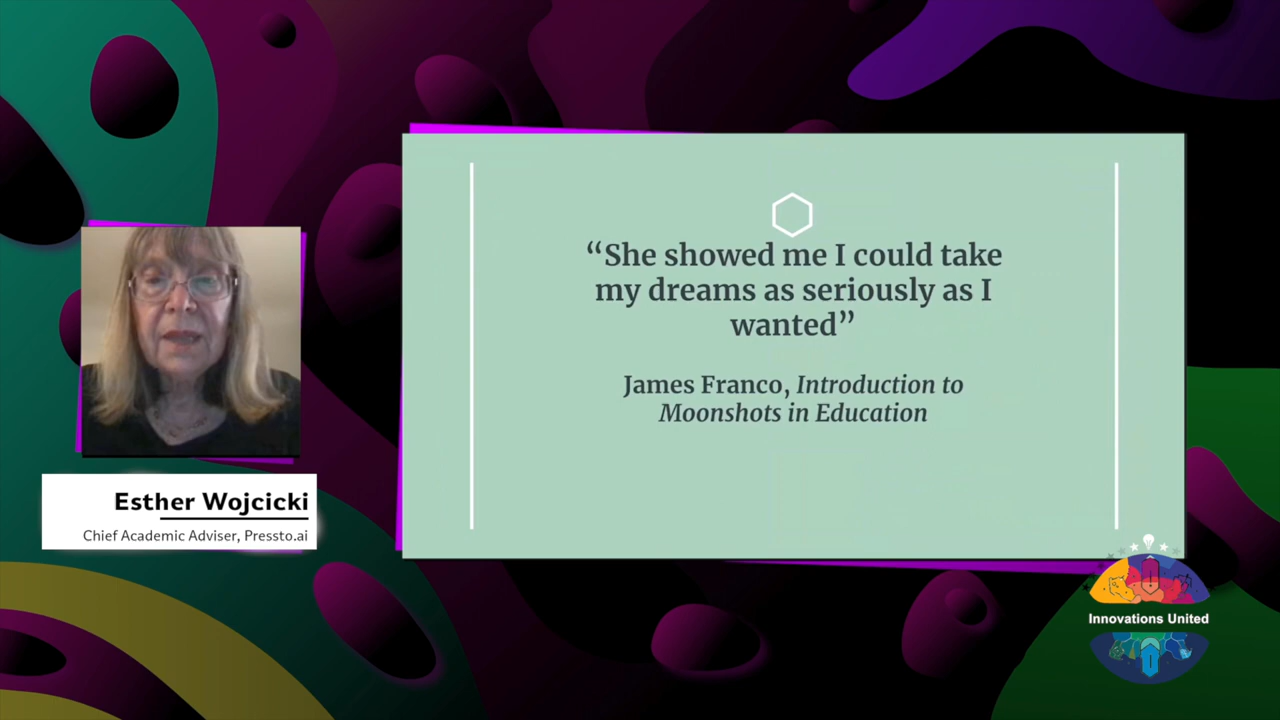 “She showed me I could take
my dreams as seriously as I
wanted”
James Franco, Introduction to
Moonshots in Education
Esther Wojcicki
Chief Academic Adviser, Pressto.ai
Innovations United